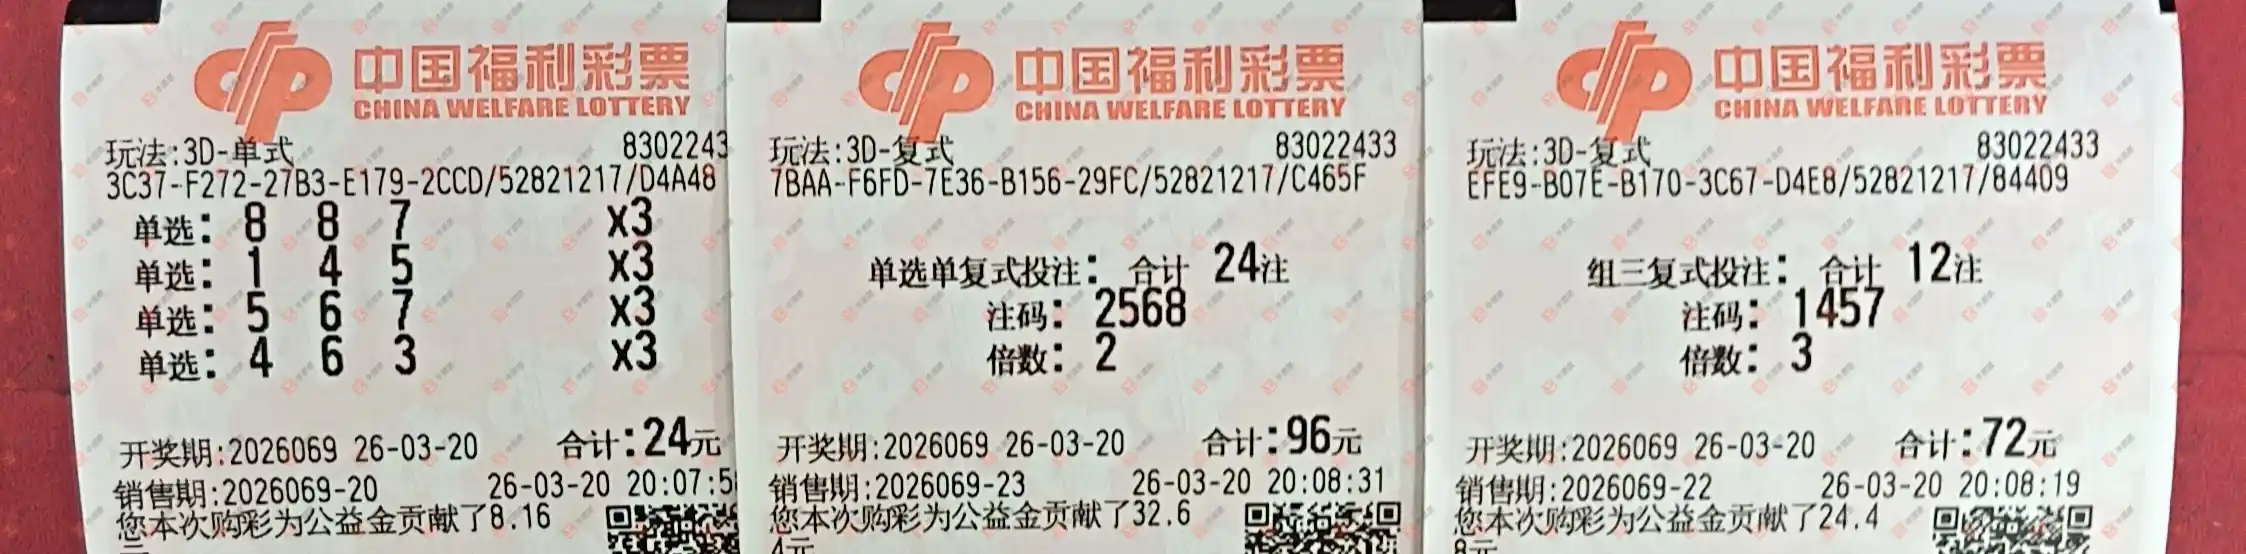 中国福利彩票
CHINA WELFARE LOTTERY
玩法:3D-单式 8302243
3C37-F272-27B3-E179-2CCD/52821217/D4A48
单选: 8 8 7 x3
单选: 1 4 5 x3
单选: 5 6 7 x3
单选: 4 6 3 x3
开奖期:2026069 26-03-20 合计:24元
销售期:2026069-20 26-03-20 20:07:5
您本次购彩为公益金贡献了8.16
元
中国福利彩票
CHINA WELFARE LOTTERY
玩法:3D-复式 83022433
7BAA-F6FD-7E36-B156-29FC/52821217/C465F
单选单复式投注: 合计 24注
注码: 2568
倍数: 2
开奖期:2026069 26-03-20 合计:96元
销售期:2026069-23 26-03-20 20:08:31
您本次购彩为公益金贡献了32.6
4元
中国福利彩票
CHINA WELFARE LOTTERY
玩法:3D-复式 83022433
EFE9-B07E-B170-3C67-D4E8/52821217/84409
组三复式投注: 合计 12注
注码: 1457
倍数: 3
开奖期:2026069 26-03-20 合计:72元
销售期:2026069-22 26-03-20 20:08:19
您本次购彩为公益金贡献了24.4
8元